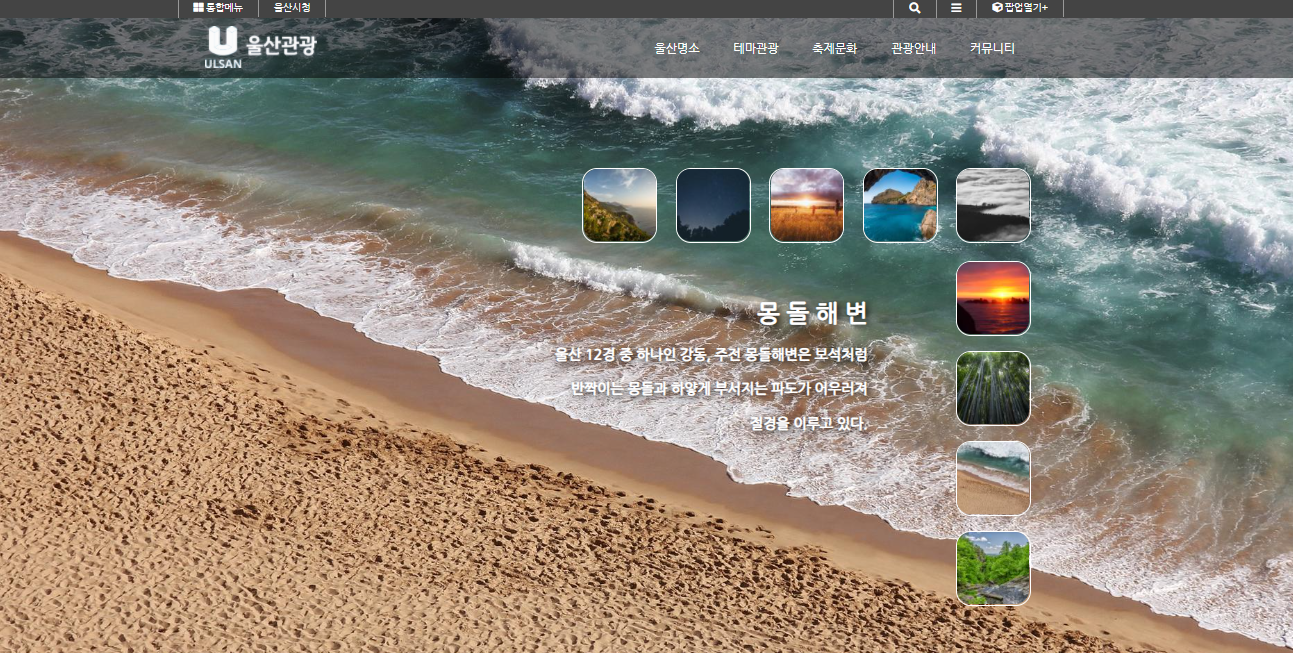 통합메뉴 울산시청 팝업열기+
울산관광
ULSAN
울산명소 테마관광 축제문화 관광안내 커뮤니티
몽돌해변
울산 12경 중 하나인 강동, 주전 몽돌해변은 보석처럼
반짝이는 몽돌과 하얗게 부서지는 파도가 어우러져
절경을 이루고 있다.